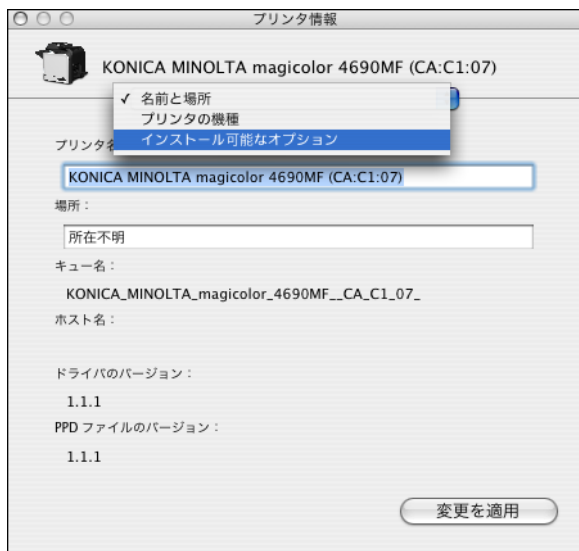 プリンタ情報
KONICA MINOLTA magicolor 4690MF (CA:C1:07)
✓ 名前と場所
プリンタの機種
インストール可能なオプション
プリンタ
KONICA MINOLTA magicolor 4690MF (CA:C1:07)
場所：
所在不明
キュー名：
KONICA_MINOLTA_magicolor_4690MF__CA_C1_07_
ホスト名：
ドライバのバージョン：
1.1.1
PPD ファイルのバージョン：
1.1.1
変更を適用